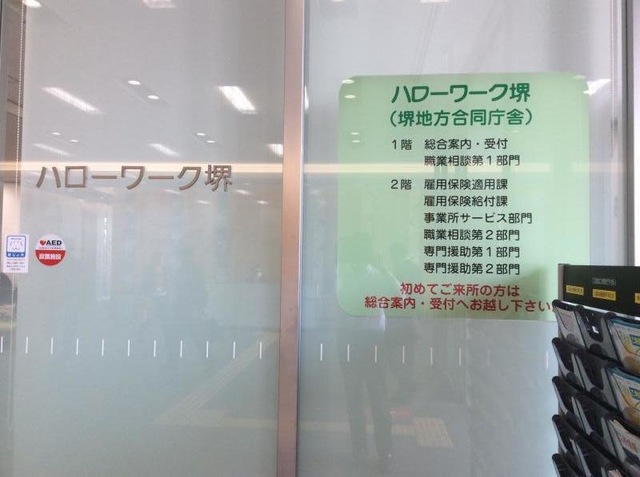 ハローワーク堺
AED
設置施設
ハローワーク堺
(堺地方合同庁舎)
1階 総合案内・受付
職業相談第1部門
2階 雇用保険適用課
雇用保険給付課
事業所サービス部門
職業相談第2部門
専門援助第1部門
専門援助第2部門
初めてご来所の方は
総合案内・受付へお越し下さい